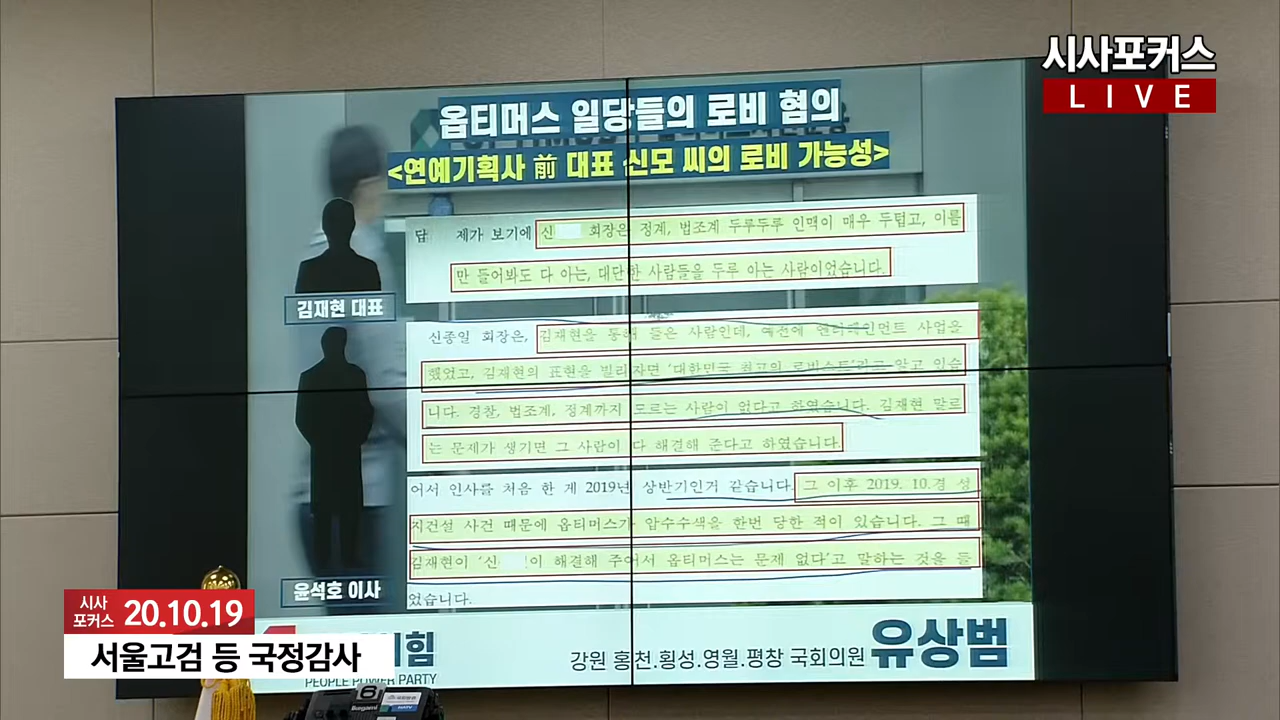 시사포커스
LIVE
옵티머스 일당들의 로비 혐의
<연예기획사 前 대표 신모 씨의 로비 가능성>
답 제가 보기에 신 회장은 정계, 법조계 두루두루 인맥이 매우 두텁고, 이름
만 들어봐도 다 아는, 대단한 사람들을 두루 아는 사람이었습니다.
김재현 대표
신종일 회장은, 김재현을 통해 들은 사람인데, 예전에 엔터테인먼트 사업을
했었고, 김재현의 표현을 빌리자면 '대한민국 최고의 로비스트'라고 알고 있습
니다. 경찰, 법조계, 정계까지 모르는 사람이 없다고 하였습니다. 김재현 말로
는 문제가 생기면 그 사람이 다 해결해 준다고 하였습니다.
어서 인사를 처음 한 게 2019년 상반기인거 같습니다. 그 이후 2019. 10.경 성
지건설 사건 때문에 옵티머스가 압수수색을 한번 당한 적이 있습니다. 그 때
김재현이 '신 이 해결해 주어서 옵티머스는 문제 없다'고 말하는 것을 들
었습니다.
윤석호 이사
시사
포커스 20.10.19
서울고검 등 국정감사
힘
PEOPLE POWER PARTY
강원 홍천.횡성.영월.평창 국회의원 유상범
6
Ikegami
NATV